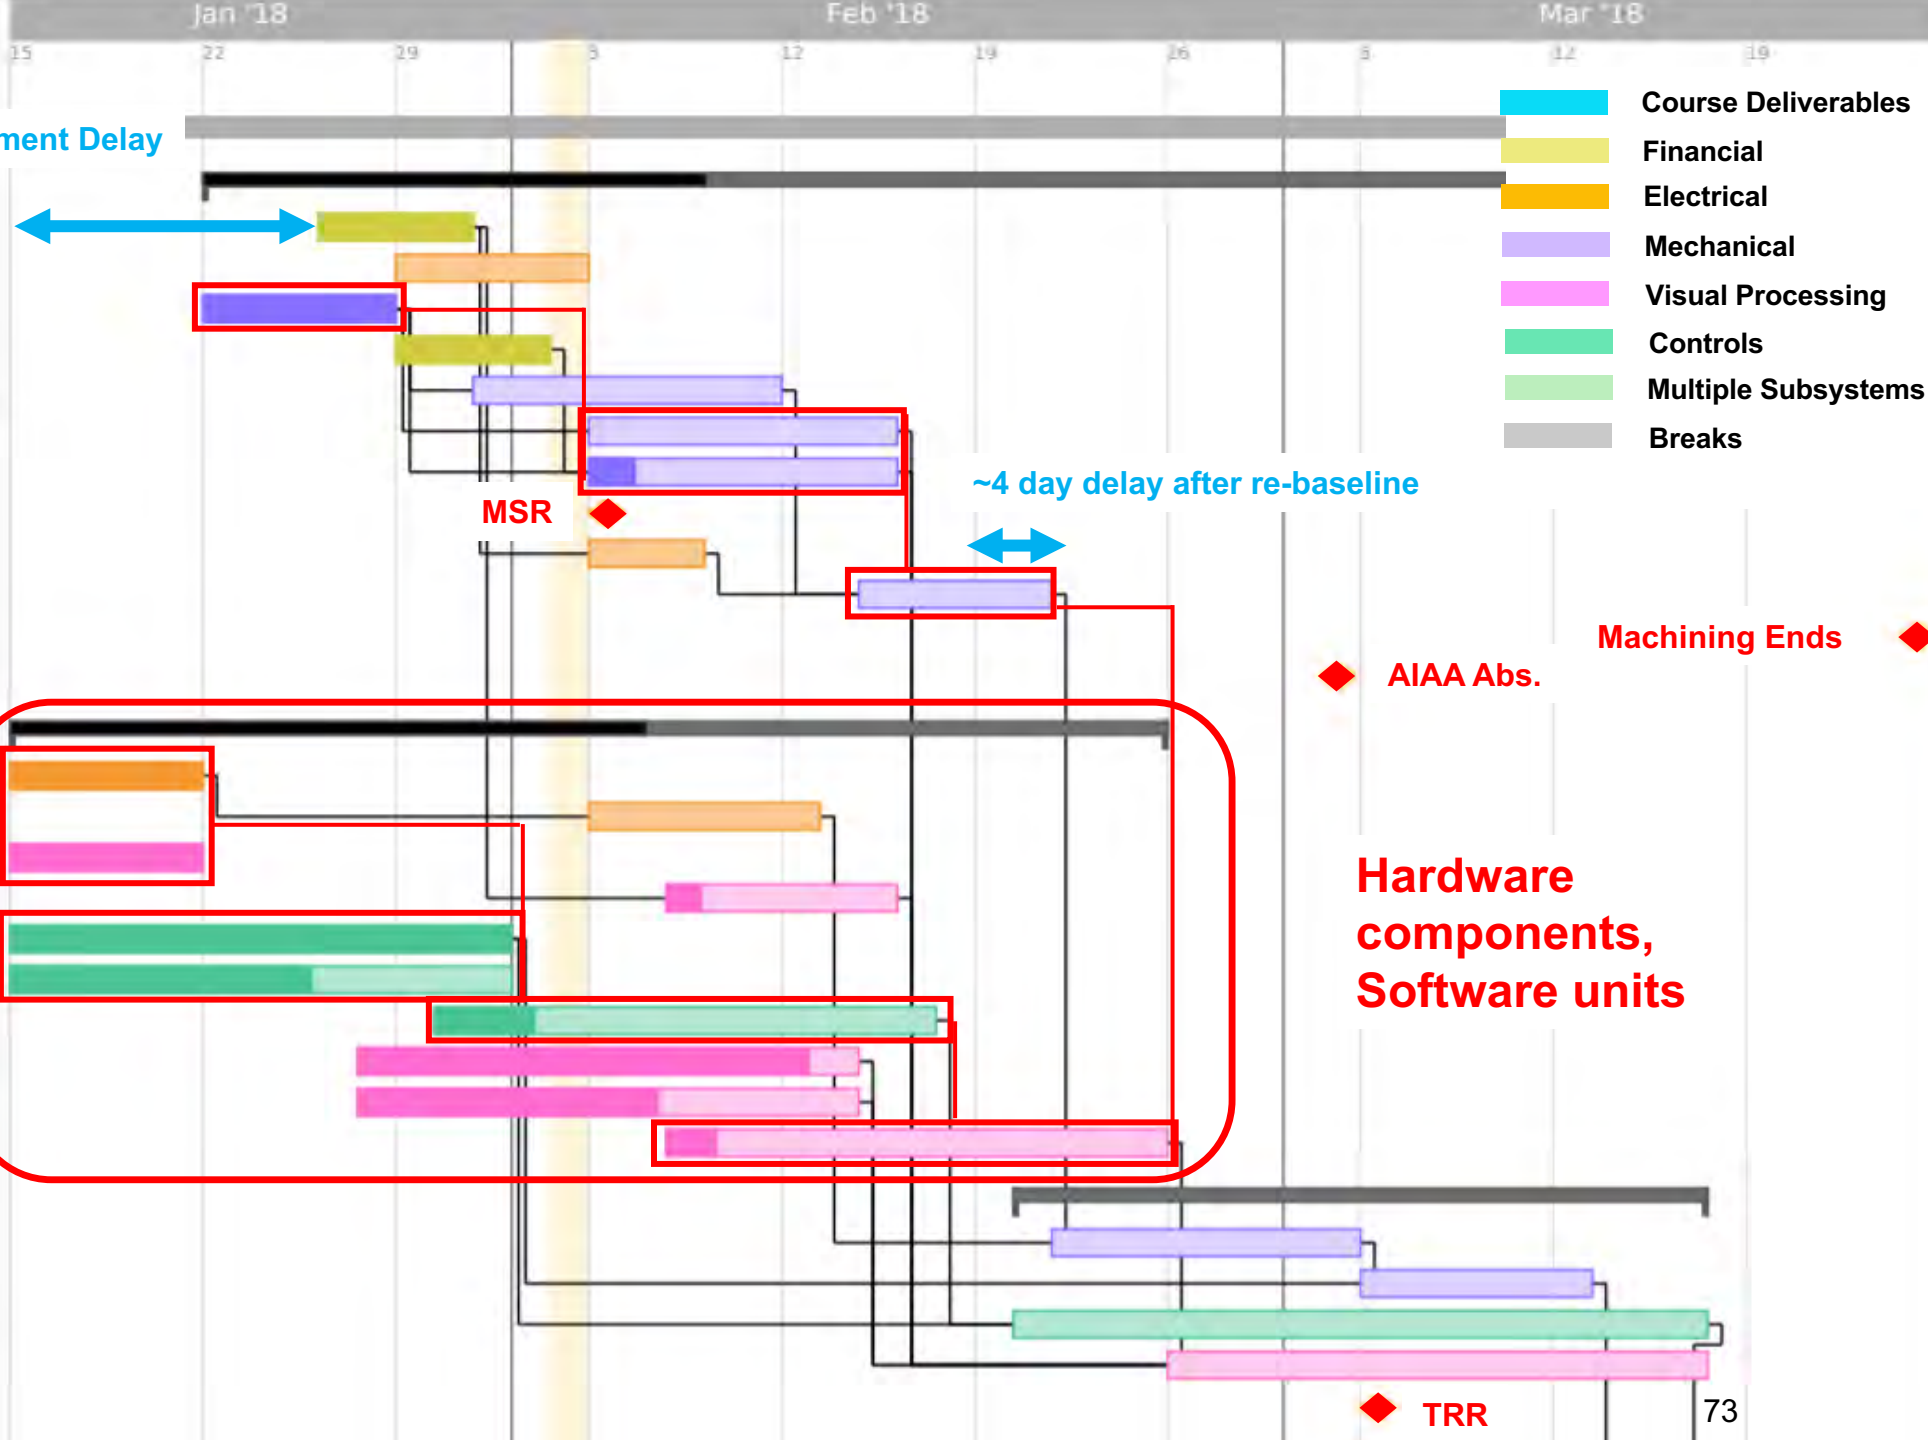 Jan '18
Feb '18
Mar '18
15
22
29
5
12
19
26
5
12
19
ment Delay
Course Deliverables
Financial
Electrical
Mechanical
Visual Processing
Controls
Multiple Subsystems
Breaks
~4 day delay after re-baseline
MSR
Machining Ends
AIAA Abs.
Hardware
components,
Software units
TRR
73